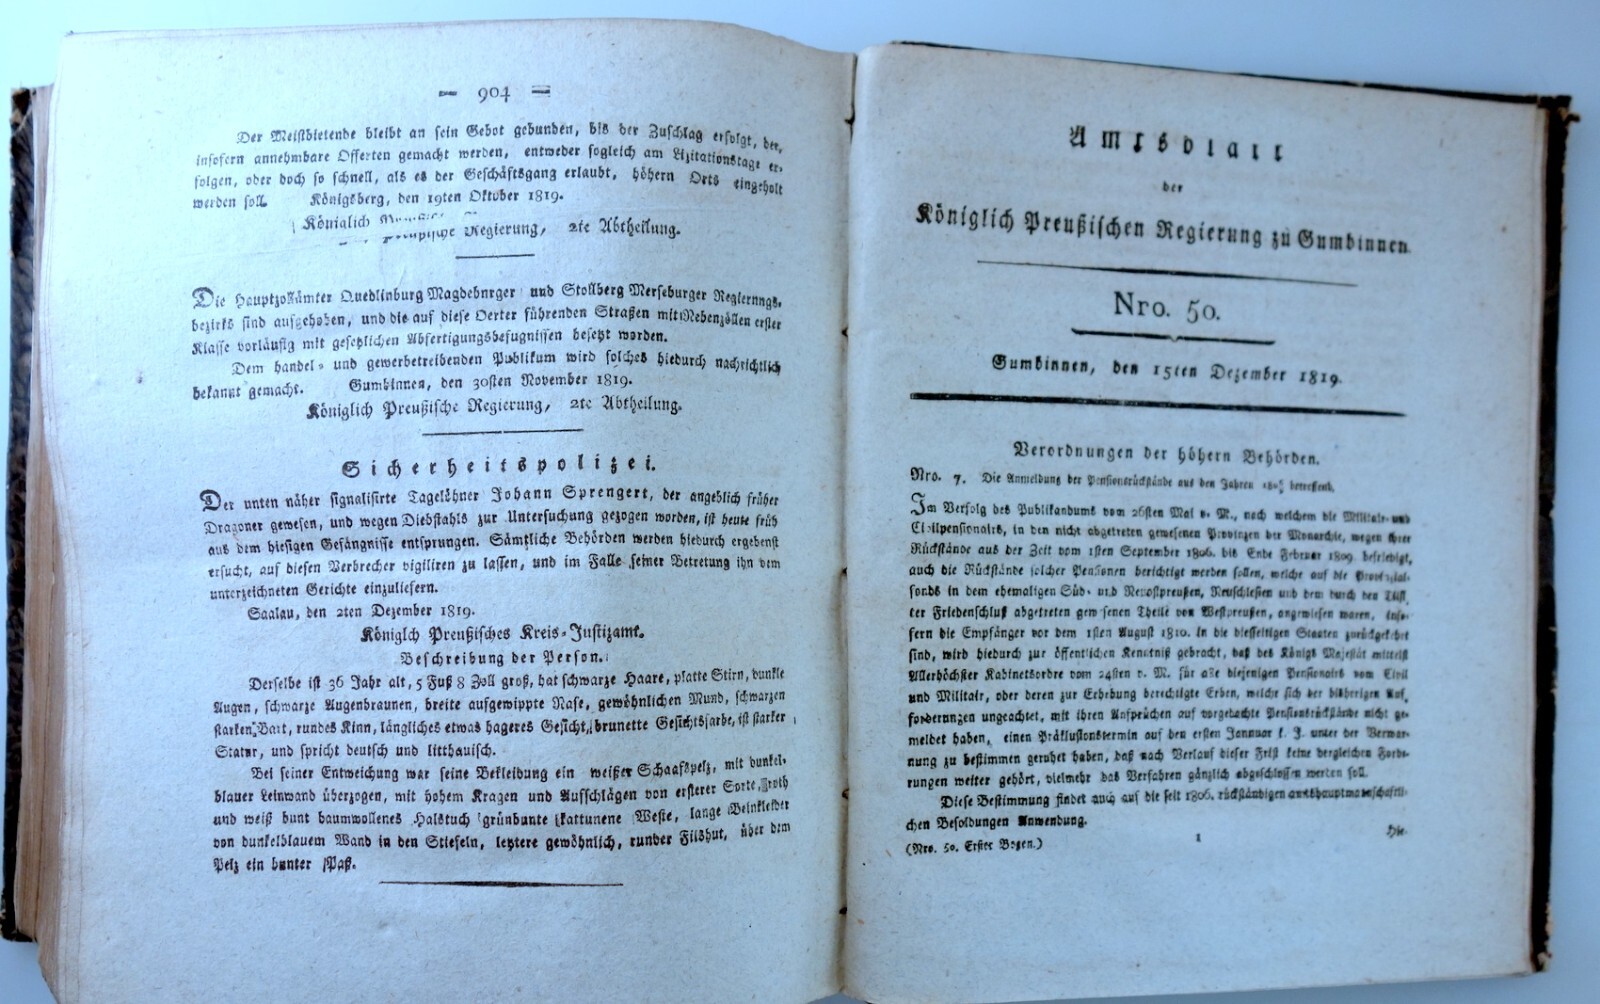 = 904 =
Der Meistbietende bleibt an sein Gebot gebunden, bis der Zuschlag erfolgt, der,
insofern annehmbare Offerten gemacht werden, entweder sogleich am Lizitationstage er-
folgen, oder doch so schnell, als es der Geschäftsgang erlaubt, höhern Orts eingeholt
werden soll. Königsberg, den 19ten Oktober 1819.
Königlich Preußische Regierung, 2te Abtheilung.
Die Hauptzollämter Quedlinburg Magdebnrger und Stollberg Merseburger Regierungs-
bezirks sind aufgehoben, und die auf diese Oerter führenden Straßen mit Nebenzöllen erster
Klasse vorläufig mit gesetzlichen Abfertigungsbefugnissen besetzt worden.
Dem handel- und gewerbetreibenden Publikum wird solches hiedurch nachrichtlich
bekannt gemacht. Gumbinnen, den 30sten November 1819.
Königlich Preußische Regierung, 2te Abtheilung.
Sicherheitspolizei.
Der unten näher signalisirte Tagelöhner Johann Sprengert, der angeblich früher
Dragoner gewesen, und wegen Diebstahls zur Untersuchung gezogen worden, ist heute früh
aus dem hiesigen Gefängnisse entsprungen. Sämtliche Behörden werden hiedurch ergebenst
ersucht, auf diesen Verbrecher vigiliren zu lassen, und im Falle seiner Betretung ihn dem
unterzeichneten Gerichte einzuliefern.
Saalau, den 2ten Dezember 1819.
Königlch Preußisches Kreis-Justizamt.
Beschreibung der Person.
Derselbe ist 36 Jahr alt, 5 Fuß 8 Zoll groß, hat schwarze Haare, platte Stirn, dunkle
Augen, schwarze Augenbraunen, breite aufgewippte Nase, gewöhnlichen Mund, schwarzen
starken Bart, rundes Kinn, längliches etwas hageres Gesicht, brunette Gesichtsfarbe, ist starker
Statur, und spricht deutsch und litthauisch.
Bei seiner Entweichung war seine Bekleidung ein weißer Schaafspelz, mit dunkel-
blauer Leinwand überzogen, mit hohem Kragen und Aufschlägen von ersterer Sorte, roth
und weiß bunt baumwollenes Halstuch grünbunte kattunene Weste, lange Beinkleider
von dunkelblauem Wand in den Stiefeln, letztere gewöhnlich, runder Filzhut, über dem
Pelz ein bunter Paß.
Amtsblatt
der
Königlich Preußischen Regierung zu Gumbinnen.
Nro. 50.
Gumbinnen, den 15ten Dezember 1819.
Verordnungen der höhern Behörden.
Nro. 7. Die Anmeldung der Pensionsrückstände aus den Jahren betreffend.
Im Verfolg des Publikandums vom 26sten Mai v. M., nach welchem die Militair- und
Civilpensionairs, in den nicht abgetreten gewesenen Provinzen der Monarchie, wegen ihrer
Rückstände aus der Zeit vom 1sten September 1806. bis Ende Februar 1809. befriedigt,
auch die Rückstände solcher Pensionen berichtigt werden sollen, welche auf die Provinzial-
fonds in dem ehemaligen Süd- und Neuostpreußen, Neuschlesien und dem durch den Tilsi-
ter Friedenschluß abgetreten gewesenen Theile von Westpreußen, angewiesen waren, inso-
fern die Empfänger vor dem 1sten August 1810. in die diesseitigen Staaten zurückgekehrt
sind, wird hiedurch zur öffentlichen Kenntniß gebracht, daß des Königs Majestät mittelst
Allerhöchster Kabinetsordre vom 24sten v. M. für alle diejenigen Pensionairs vom Civil
und Militair, oder deren zur Erhebung berechtigte Erben, welche sich der bisherigen Auf-
forderungen ungeachtet, mit ihren Ansprüchen auf vorgedachte Pensionsrückstände nicht ge-
meldet haben, einen Präklusionstermin auf den ersten Jannuar k. J. unter der Verwar-
nung zu bestimmen geruhet haben, daß nach Verlauf dieser Frist keine dergleichen Forde-
rungen weiter gehört, vielmehr das Verfahren gänzlich abgeschlossen werden soll.
Diese Bestimmung findet auch auf die seit 1806. rückständigen amtshauptmannschaftli-
chen Besoldungen Anwendung.
(Nro. 50. Erster Bogen.) 1 Hie-